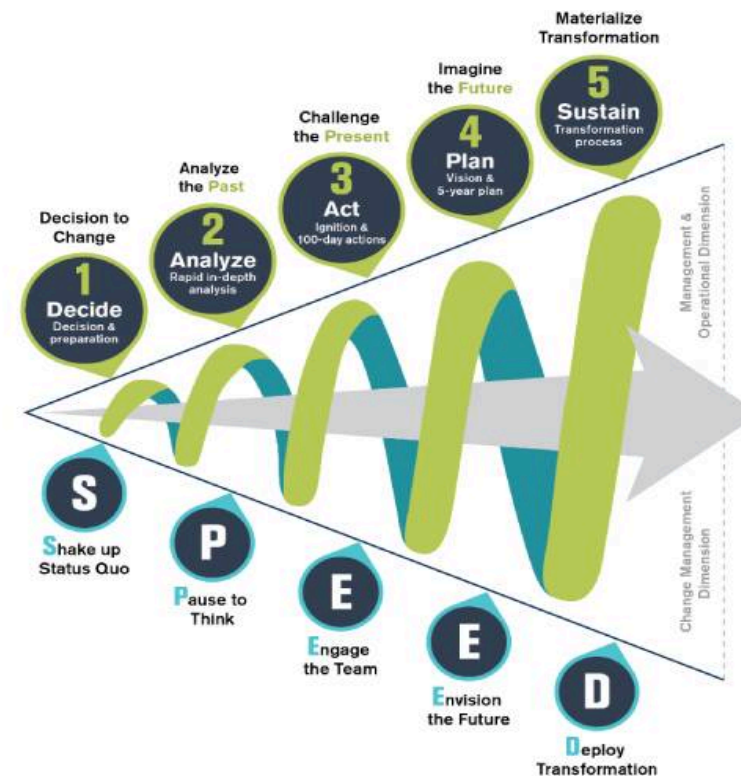 Decision to
Change
1
Decide
Decision &
preparation
Analyze
the Past
2
Analyze
Rapid in-depth
analysis
Challenge
the Present
3
Act
Ignition &
100-day actions
Imagine
the Future
4
Plan
Vision &
5-year plan
Materialize
Transformation
5
Sustain
Transformation
process
Management &
Operational Dimension
Change Management
Dimension
S
Shake up
Status Quo
P
Pause to
Think
E
Engage
the Team
E
Envision
the Future
D
Deploy
Transformation